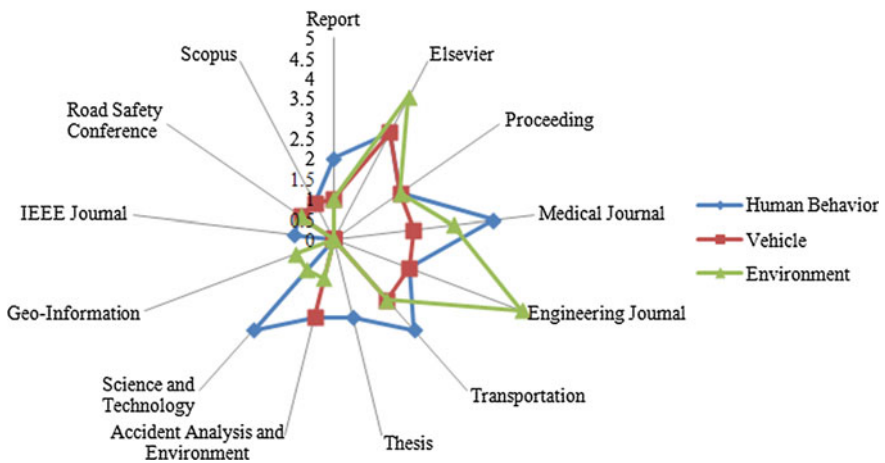 Report
5
4.5
4
3.5
3
2.5
2
1.5
1
0.5
0
Elsevier
Proceeding
Medical Journal
Engineering Journal
Transportation
Thesis
Accident Analysis and
Environment
Science and
Technology
Geo-Information
IEEE Journal
Road Safety
Conference
Scopus
Human Behavior
Vehicle
Environment